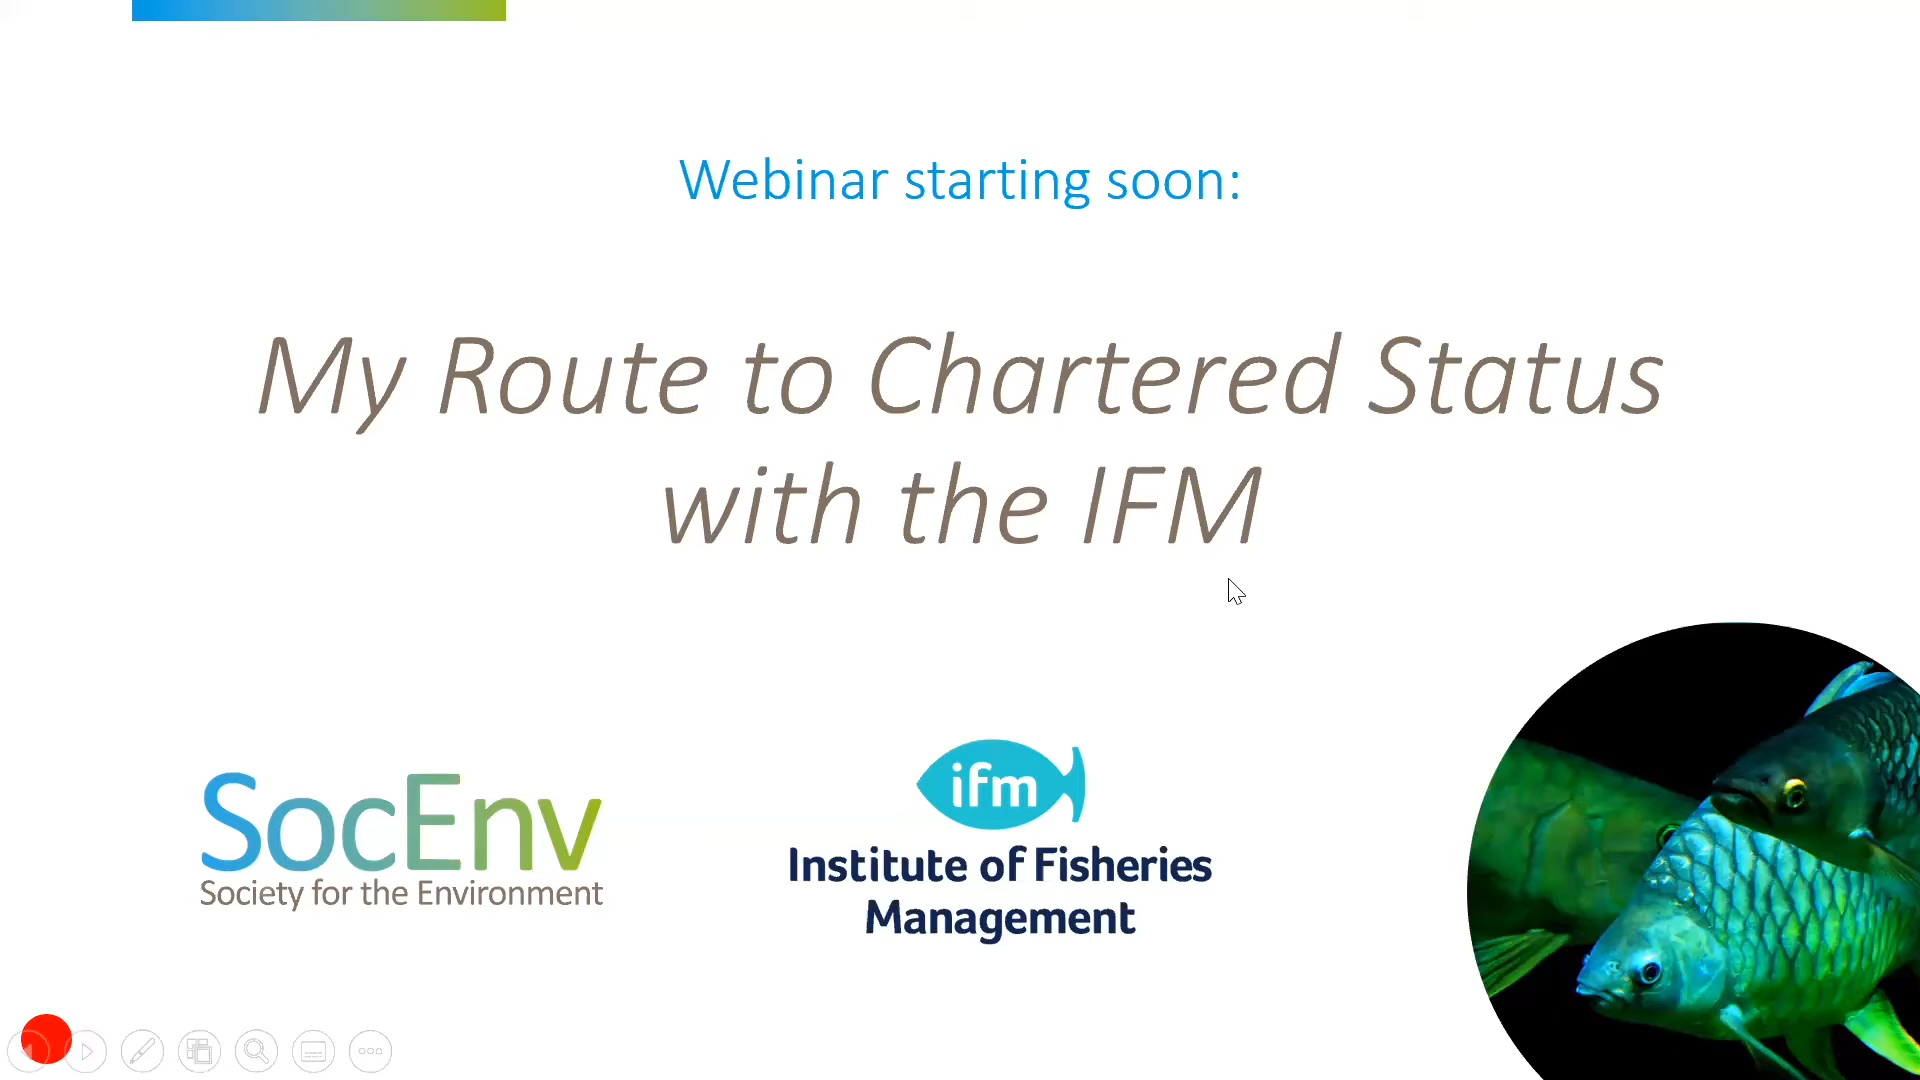 Webinar starting soon:
My Route to Chartered Status
with the IFM
SocEnv
Society for the Environment
ifm
Institute of Fisheries
Management